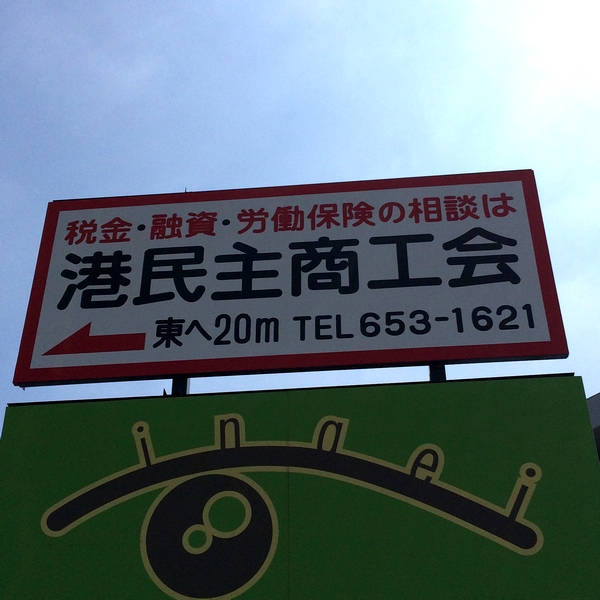 税金・融資・労働保険の相談は
港民主商工会
東へ20m TEL653-1621
ingei